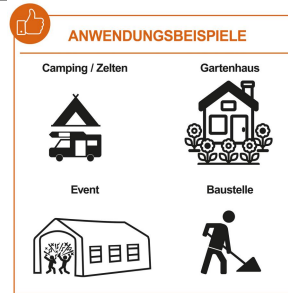 ANWENDUNGSBEISPIELE
Camping / Zelten
Gartenhaus
Event
Baustelle